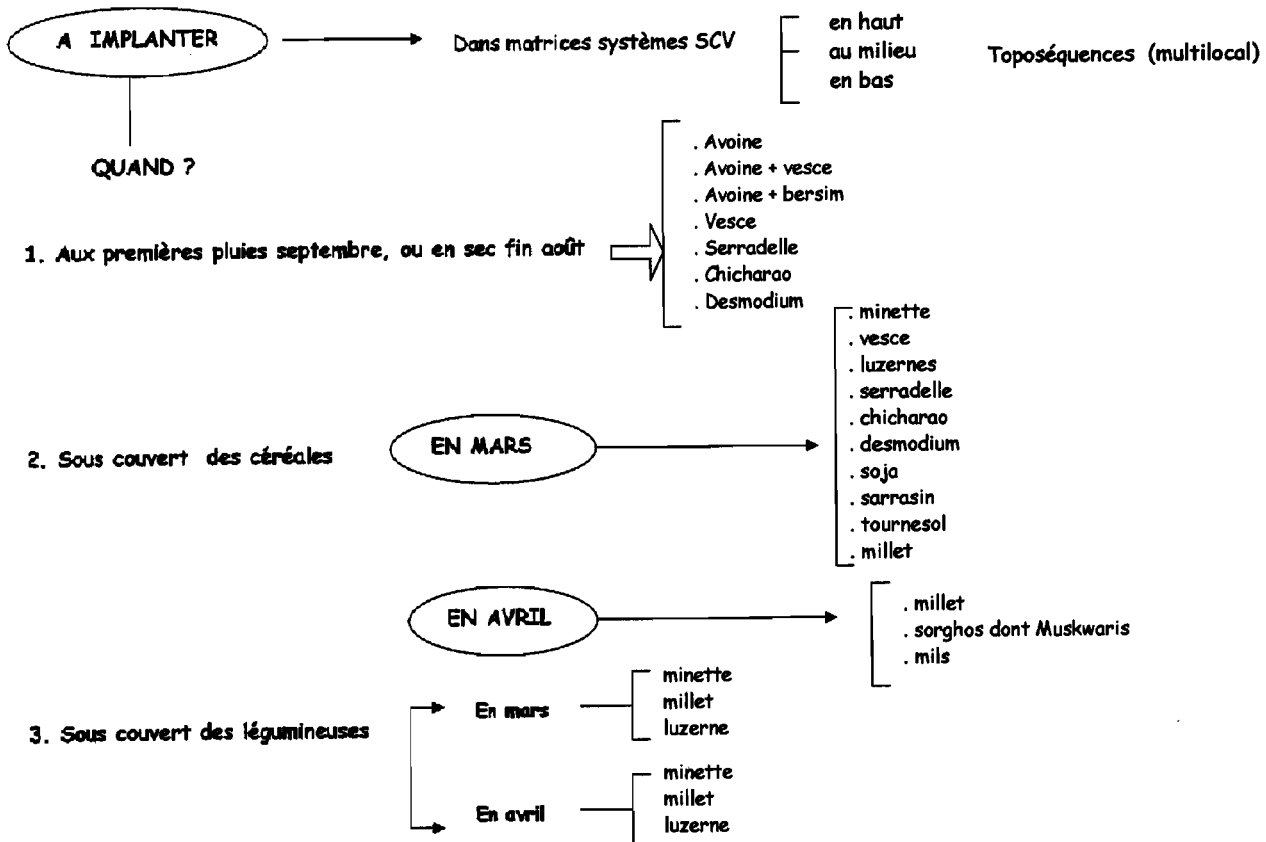 A IMPLANTER
Dans matrices systèmes SCV
en haut
au milieu
en bas
Toposéquences (multilocal)
QUAND ?
1. Aux premières pluies septembre, ou en sec fin août
. Avoine
. Avoine + vesce
. Avoine + bersim
. Vesce
. Serradelle
. Chicharao
. Desmodium
2. Sous couvert des céréales
EN MARS
. minette
. vesce
. luzernes
. serradelle
. chicharao
. desmodium
. soja
. sarrasin
. tournesol
. millet
EN AVRIL
. millet
. sorghos dont Muskwaris
. mils
3. Sous couvert des légumineuses
En mars
minette
millet
luzerne
En avril
minette
millet
luzerne